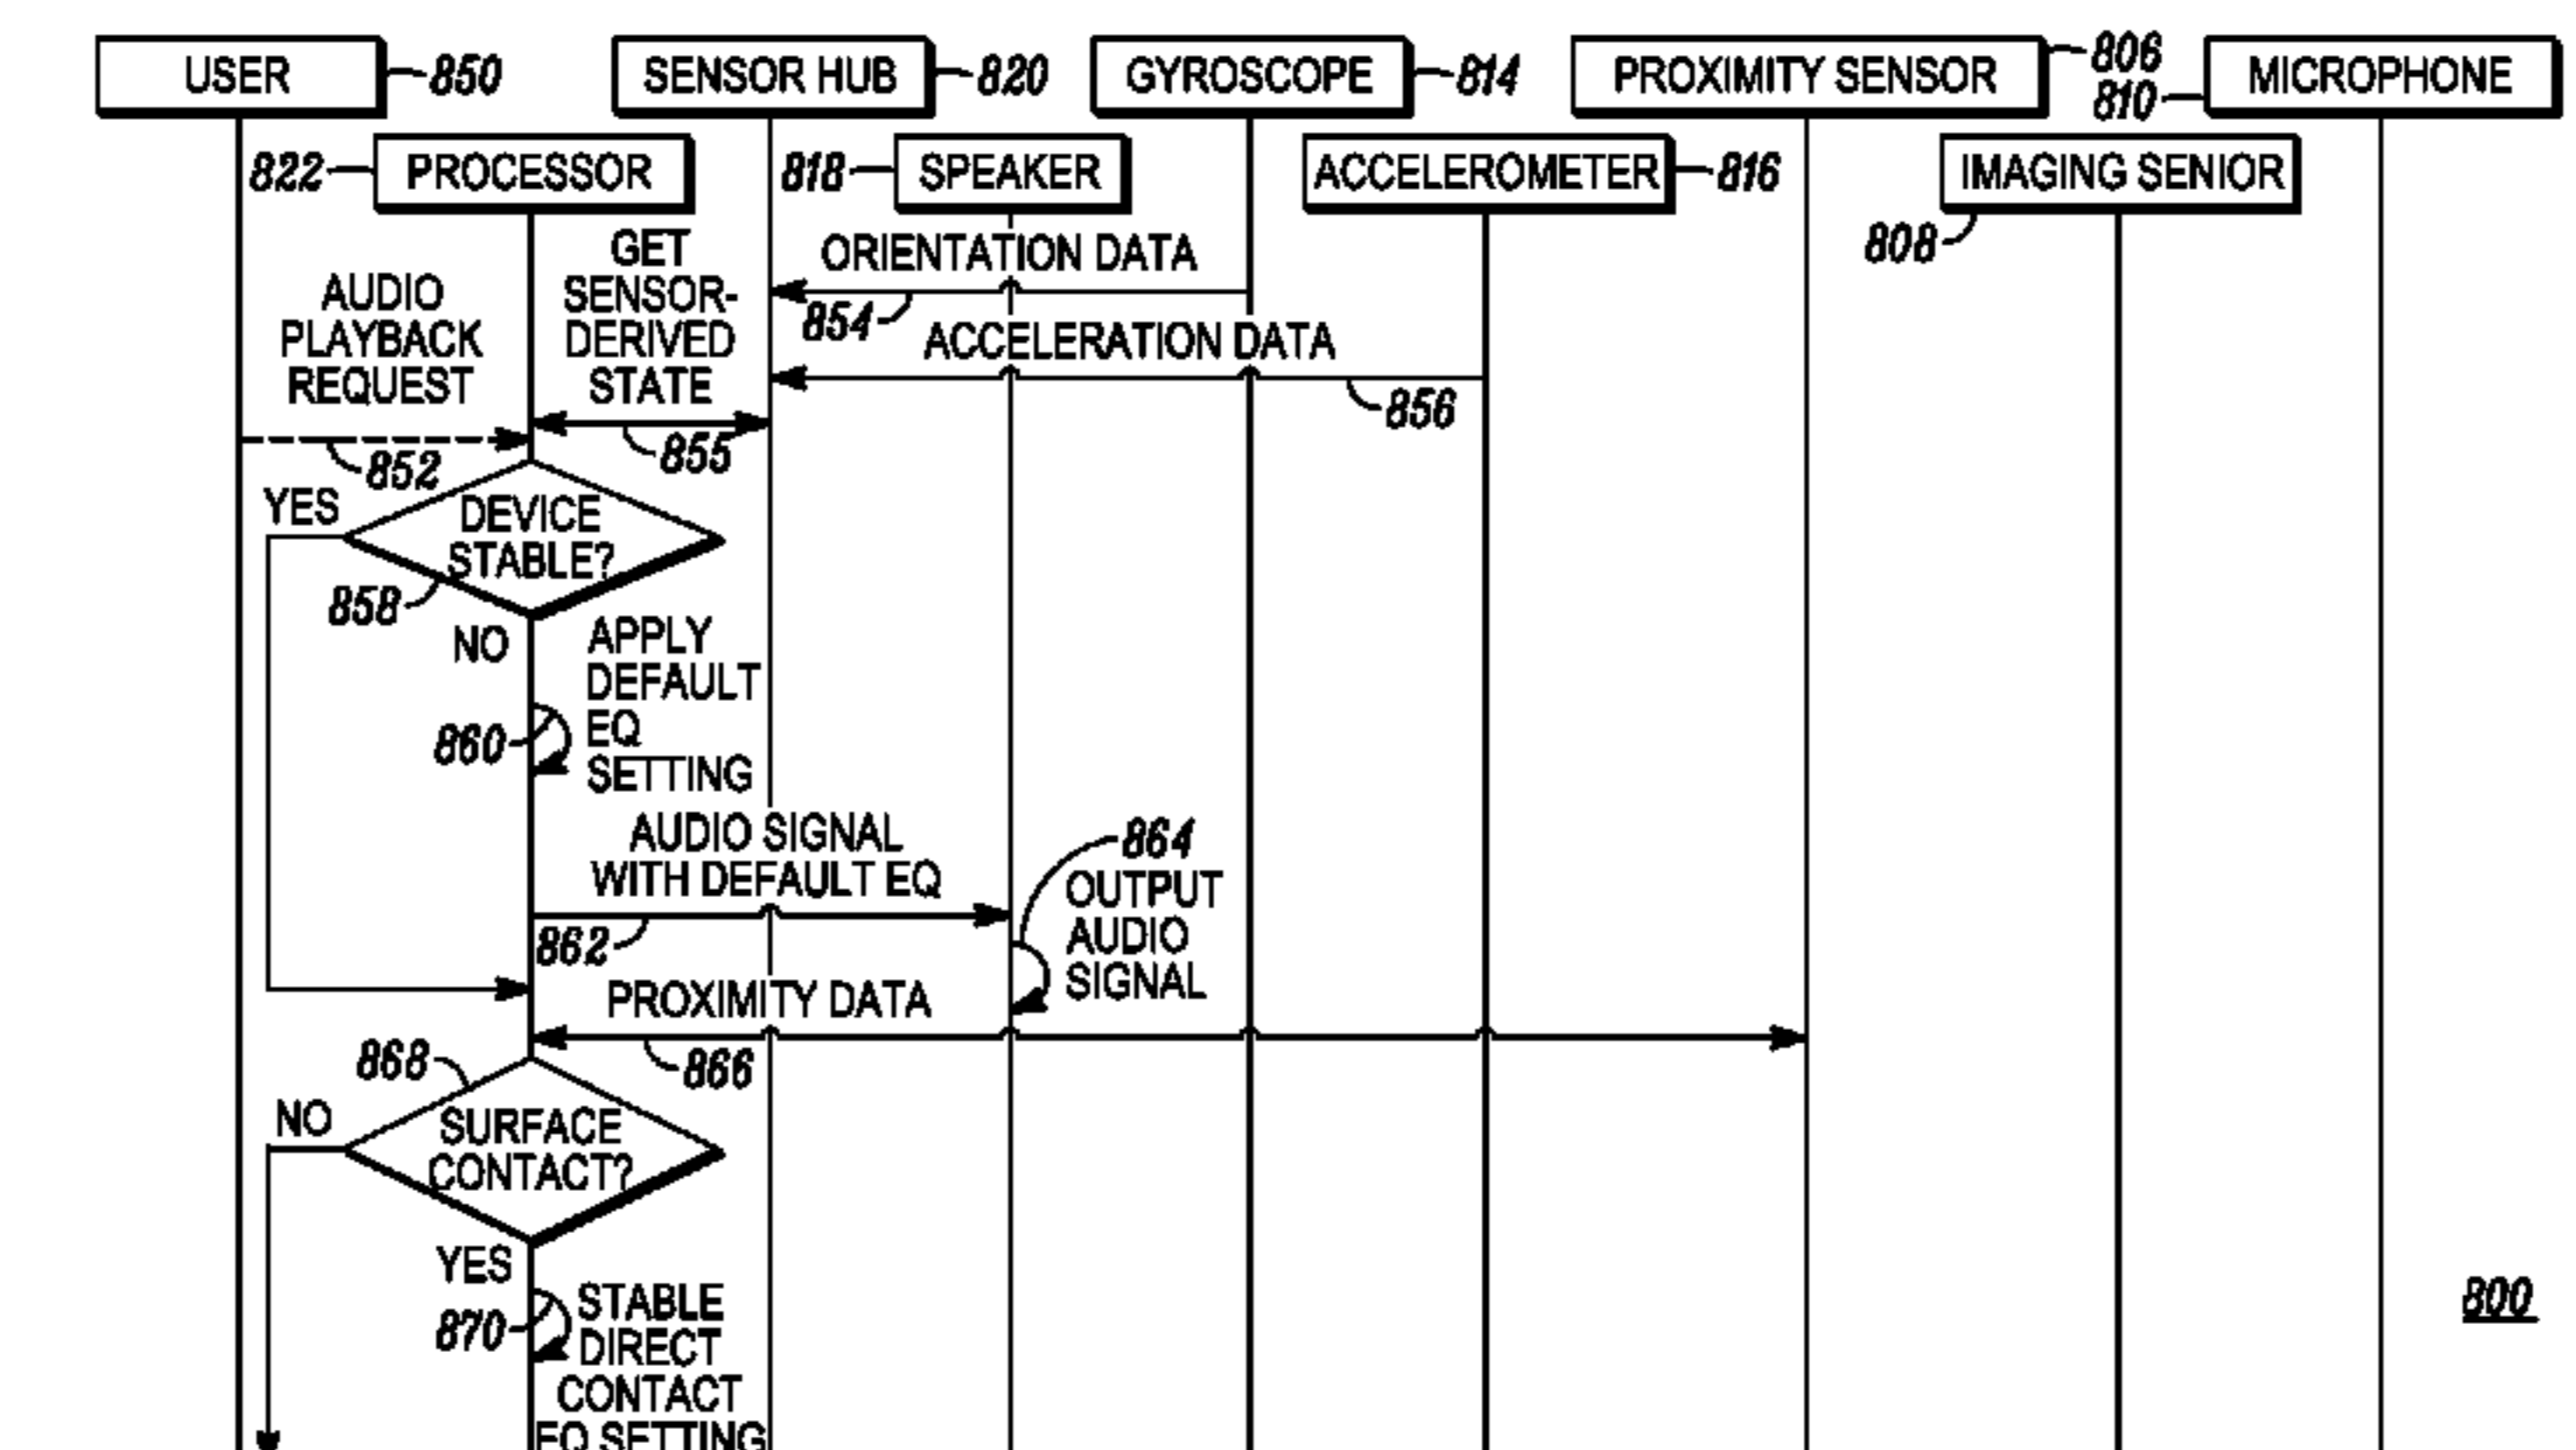 USER
850
SENSOR HUB
820
GYROSCOPE
814
PROXIMITY SENSOR
806
810
MICROPHONE
822
PROCESSOR
818
SPEAKER
ACCELEROMETER
816
IMAGING SENIOR
808
GET
SENSOR-
DERIVED
STATE
ORIENTATION DATA
854
AUDIO
PLAYBACK
REQUEST
ACCELERATION DATA
856
855
852
YES
DEVICE
STABLE?
858
NO
APPLY
DEFAULT
EQ
SETTING
860
AUDIO SIGNAL
WITH DEFAULT EQ
862
864
OUTPUT
AUDIO
SIGNAL
PROXIMITY DATA
866
868
NO
SURFACE
CONTACT?
YES
870
STABLE
DIRECT
CONTACT
EQ SETTING
800